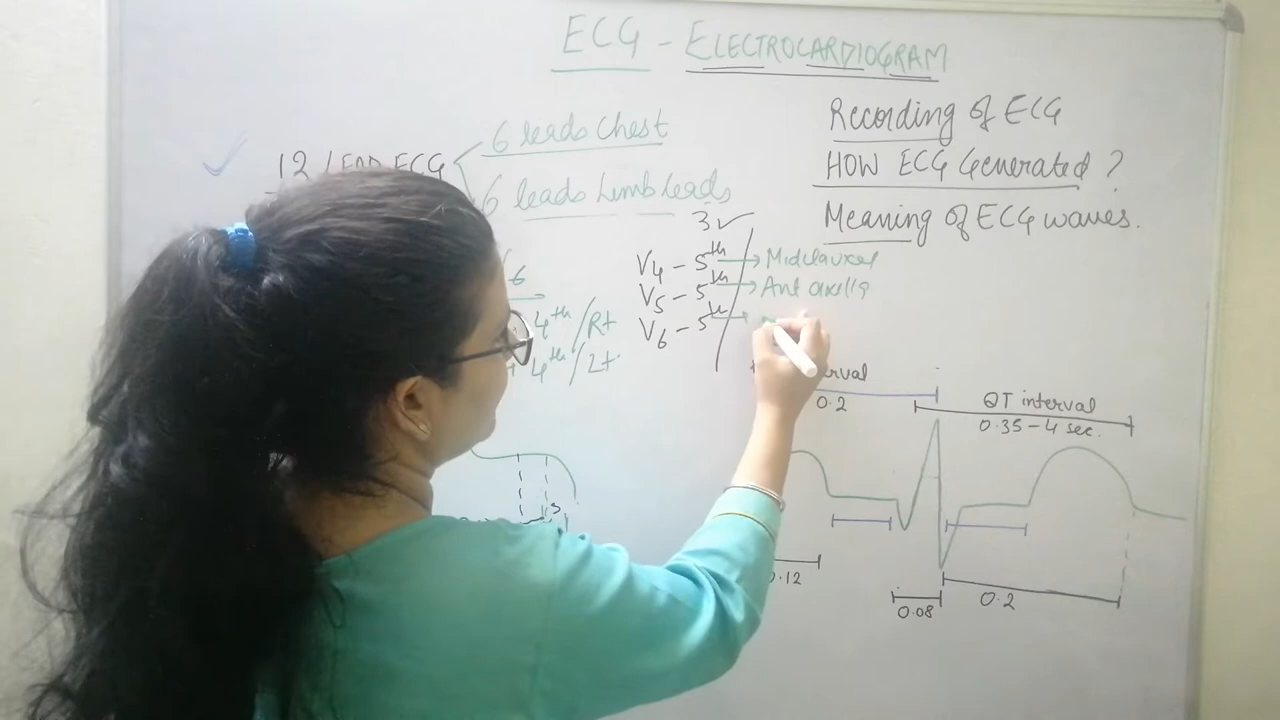 ECG - ELECTROCARDIOGRAM
6 leads Chest
12 LEAD ECG
6 leads Limb leads
Recording of ECG
HOW ECG Generated ?
Meaning of ECG waves.
3✓
6
4th/Rt
4th/Lt.
V4 - 5th → Midclavicel
V5 - 5th → Ant axilla
V6 - 5th →
0.2
QT interval
0.35-4 sec.
0.12
0.08
0.2